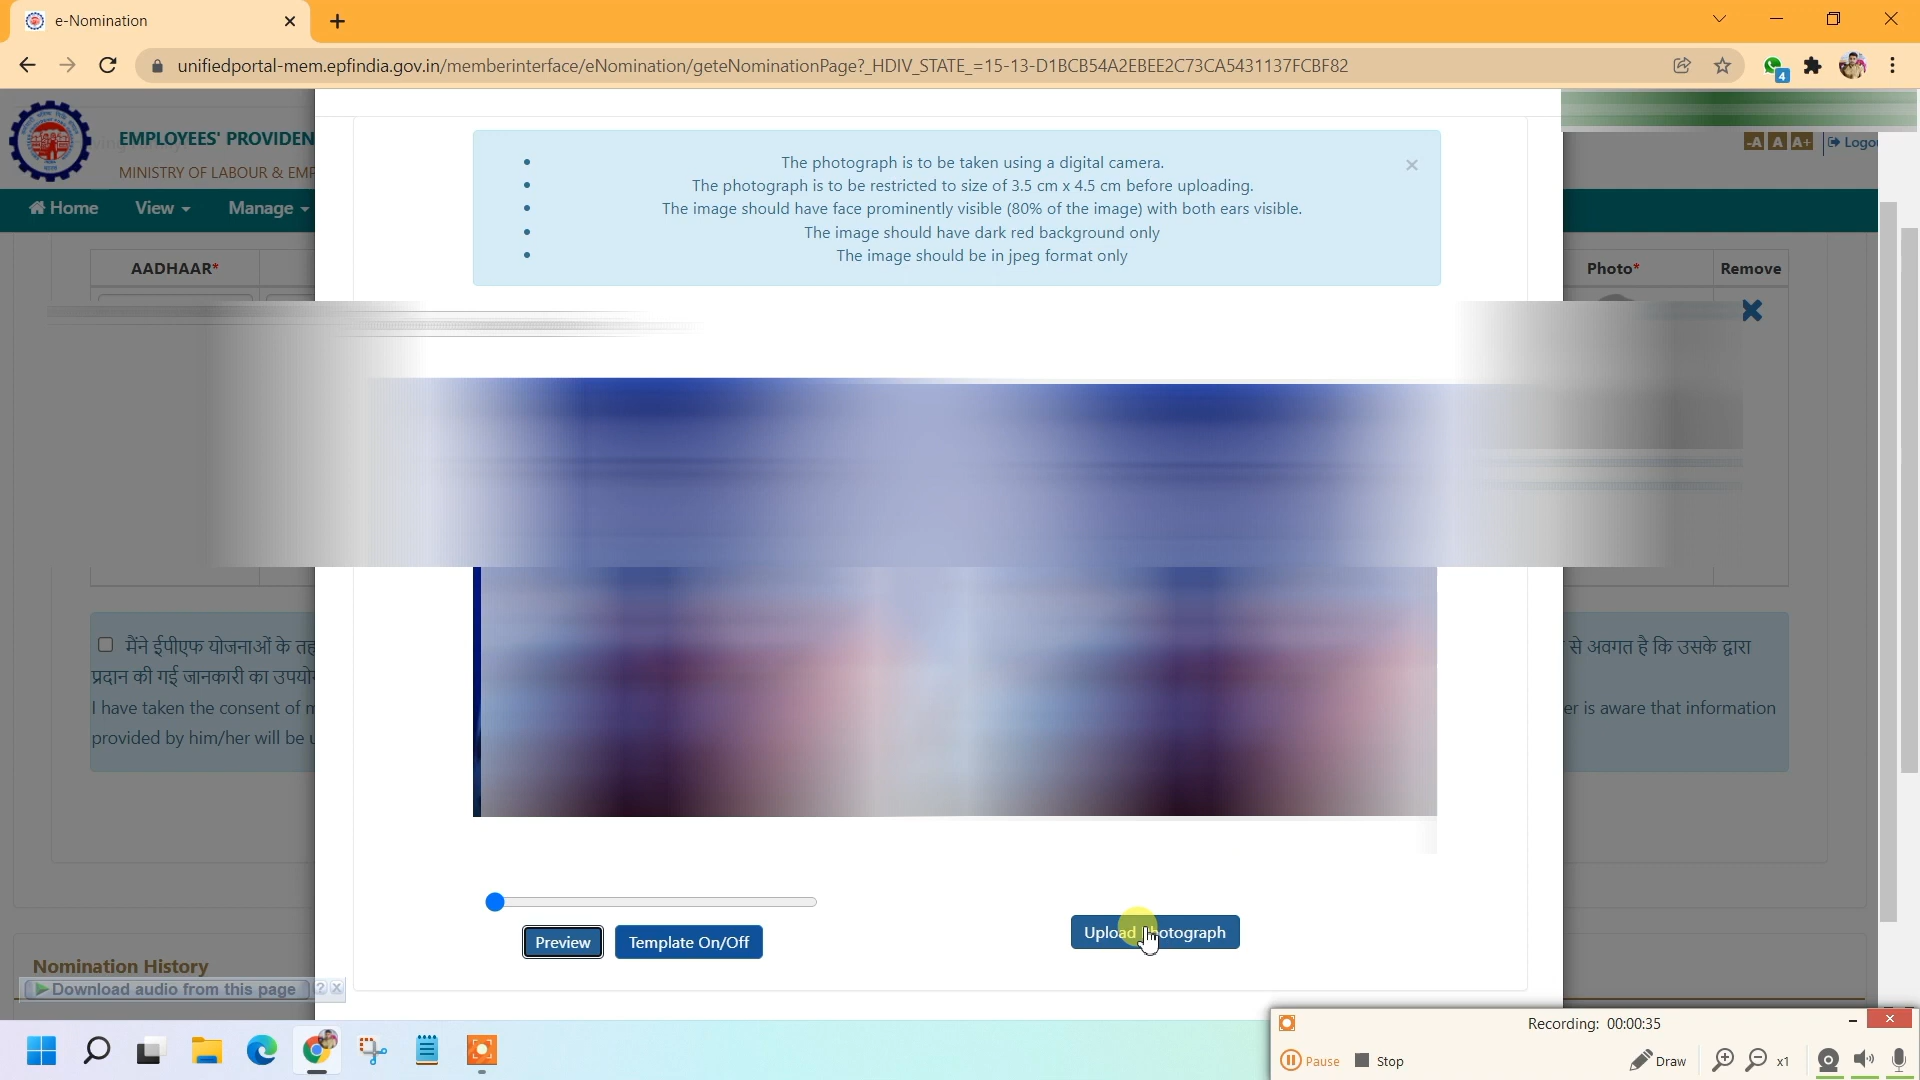 e-Nomination
unifiedportal-mem.epfindia.gov.in/memberinterface/eNomination/geteNominationPage?_HDIV_STATE_=15-13-D1BCB54A2EBEE2C73CA5431137FCBF82
4
EMPLOYEES' PROVIDEN
MINISTRY OF LABOUR & EMP
-A A A+ Logou
Home View Manage
The photograph is to be taken using a digital camera.
The photograph is to be restricted to size of 3.5 cm x 4.5 cm before uploading.
The image should have face prominently visible (80% of the image) with both ears visible.
The image should have dark red background only
The image should be in jpeg format only
AADHAAR* Photo* Remove
मैंने ईपीएफ योजनाओं के तह से अवगत है कि उसके द्वारा
प्रदान की गई जानकारी का उपयो
I have taken the consent of m er is aware that information
provided by him/her will be u
Preview Template On/Off Upload Photograph
Nomination History
Download audio from this page ?
Recording: 00:00:35
Pause Stop Draw x1